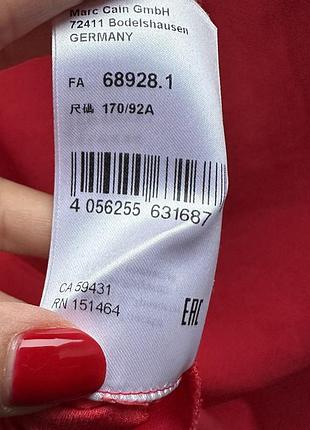 Marc Cain GmbH
72411 Bodelshausen
GERMANY
FA 68928.1
尺碼 170/92A
4 056255 631687
CA 59431
RN 151464
EAC